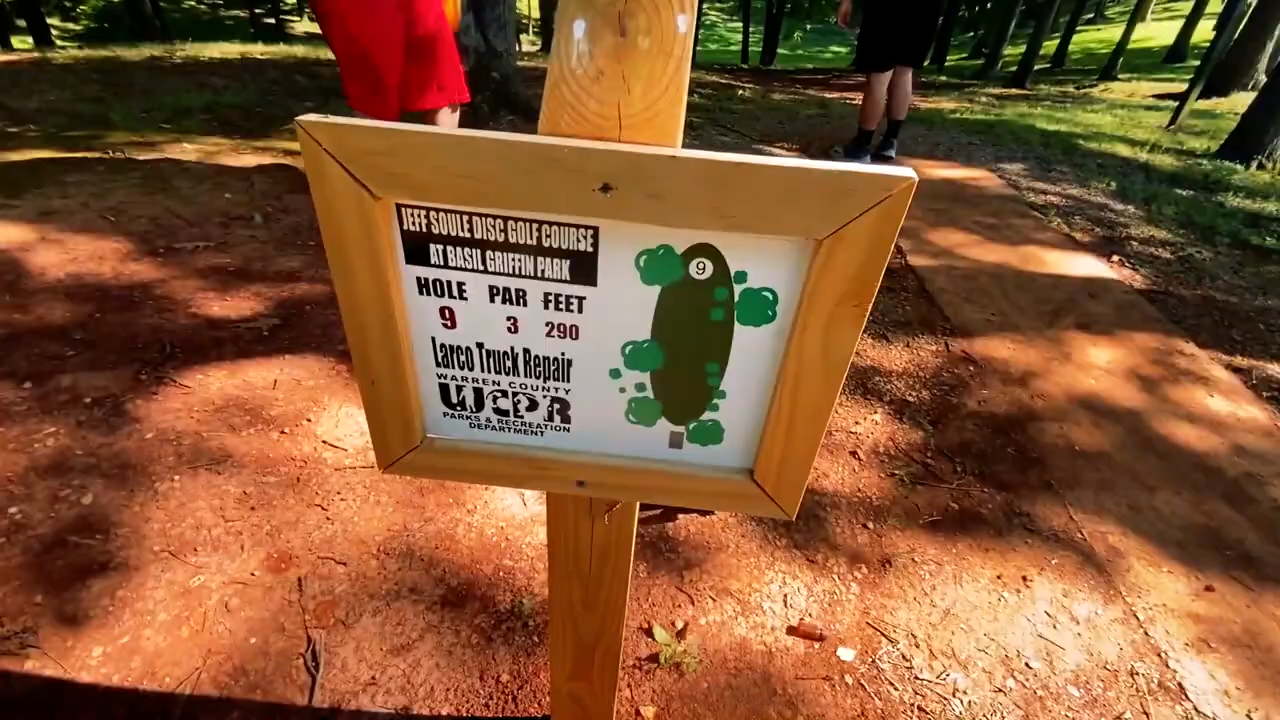 JEFF SOULE DISC GOLF COURSE
AT BASIL GRIFFIN PARK
HOLE PAR FEET
9 3 290
Larco Truck Repair
WARREN COUNTY
WCPR
PARKS & RECREATION
DEPARTMENT
9